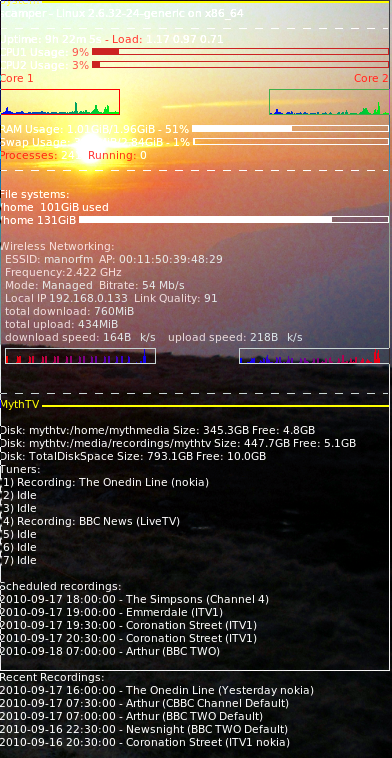 scamper - Linux 2.6.32-24-generic on x86_64
Uptime: 9h 22m 5s - Load: 1.17 0.97 0.71
CPU1 Usage: 9%
CPU2 Usage: 3%
Core 1 Core 2
RAM Usage: 1.01GiB/1.96GiB - 51%
Swap Usage: /2.84GiB - 1%
Processes: Running: 0
File systems:
/home 101GiB used
/home 131GiB
Wireless Networking:
ESSID: manorfm AP: 00:11:50:39:48:29
Frequency:2.422 GHz
Mode: Managed Bitrate: 54 Mb/s
Local IP 192.168.0.133 Link Quality: 91
total download: 760MiB
total upload: 434MiB
download speed: 164B k/s upload speed: 218B k/s
MythTV
Disk: mythtv:/home/mythmedia Size: 345.3GB Free: 4.8GB
Disk: mythtv:/media/recordings/mythtv Size: 447.7GB Free: 5.1GB
Disk: TotalDiskSpace Size: 793.1GB Free: 10.0GB
Tuners:
(1) Recording: The Onedin Line (nokia)
(2) Idle
(3) Idle
(4) Recording: BBC News (LiveTV)
(5) Idle
(6) Idle
(7) Idle
Scheduled recordings:
2010-09-17 18:00:00 - The Simpsons (Channel 4)
2010-09-17 19:00:00 - Emmerdale (ITV1)
2010-09-17 19:30:00 - Coronation Street (ITV1)
2010-09-17 20:30:00 - Coronation Street (ITV1)
2010-09-18 07:00:00 - Arthur (BBC TWO)
Recent Recordings:
2010-09-17 16:00:00 - The Onedin Line (Yesterday nokia)
2010-09-17 07:30:00 - Arthur (CBBC Channel Default)
2010-09-17 07:00:00 - Arthur (BBC TWO Default)
2010-09-16 22:30:00 - Newsnight (BBC TWO Default)
2010-09-16 20:30:00 - Coronation Street (ITV1 nokia)